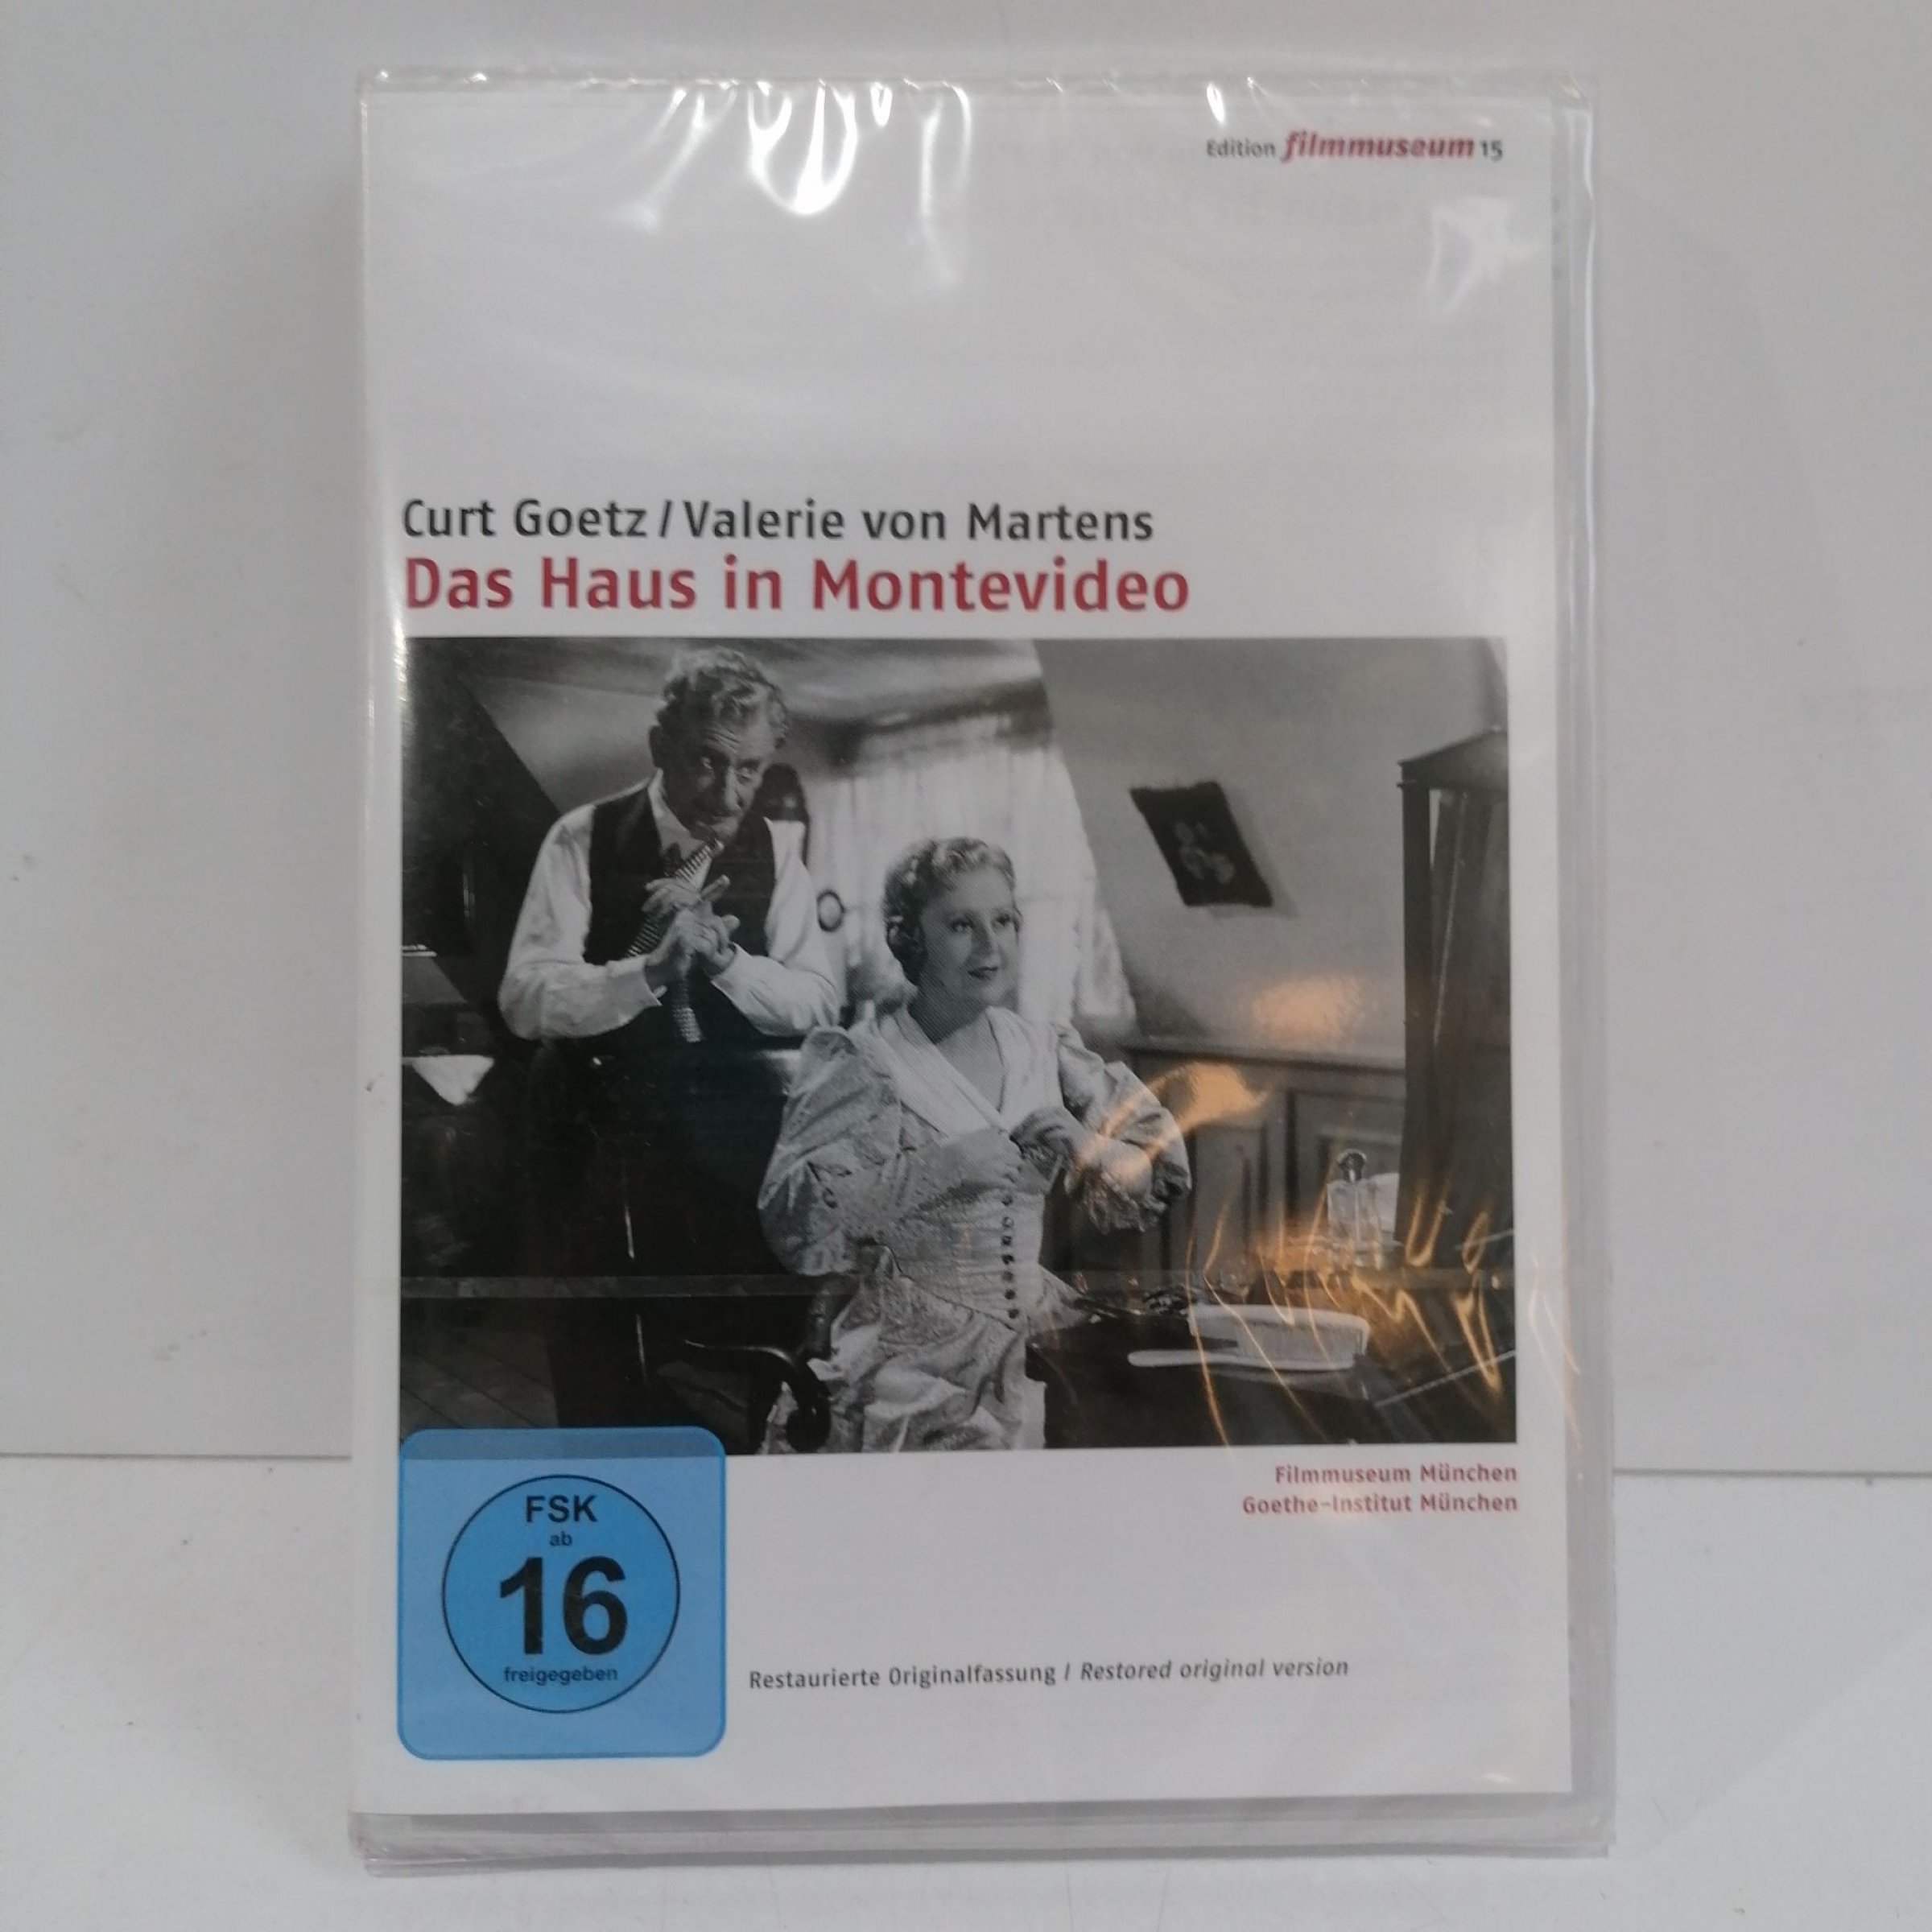 Edition filmmuseum 15
Curt Goetz / Valerie von Martens
Das Haus in Montevideo
Filmmuseum München
Goethe-Institut München
FSK
ab
16
freigegeben
Restaurierte Originalfassung / Restored original version